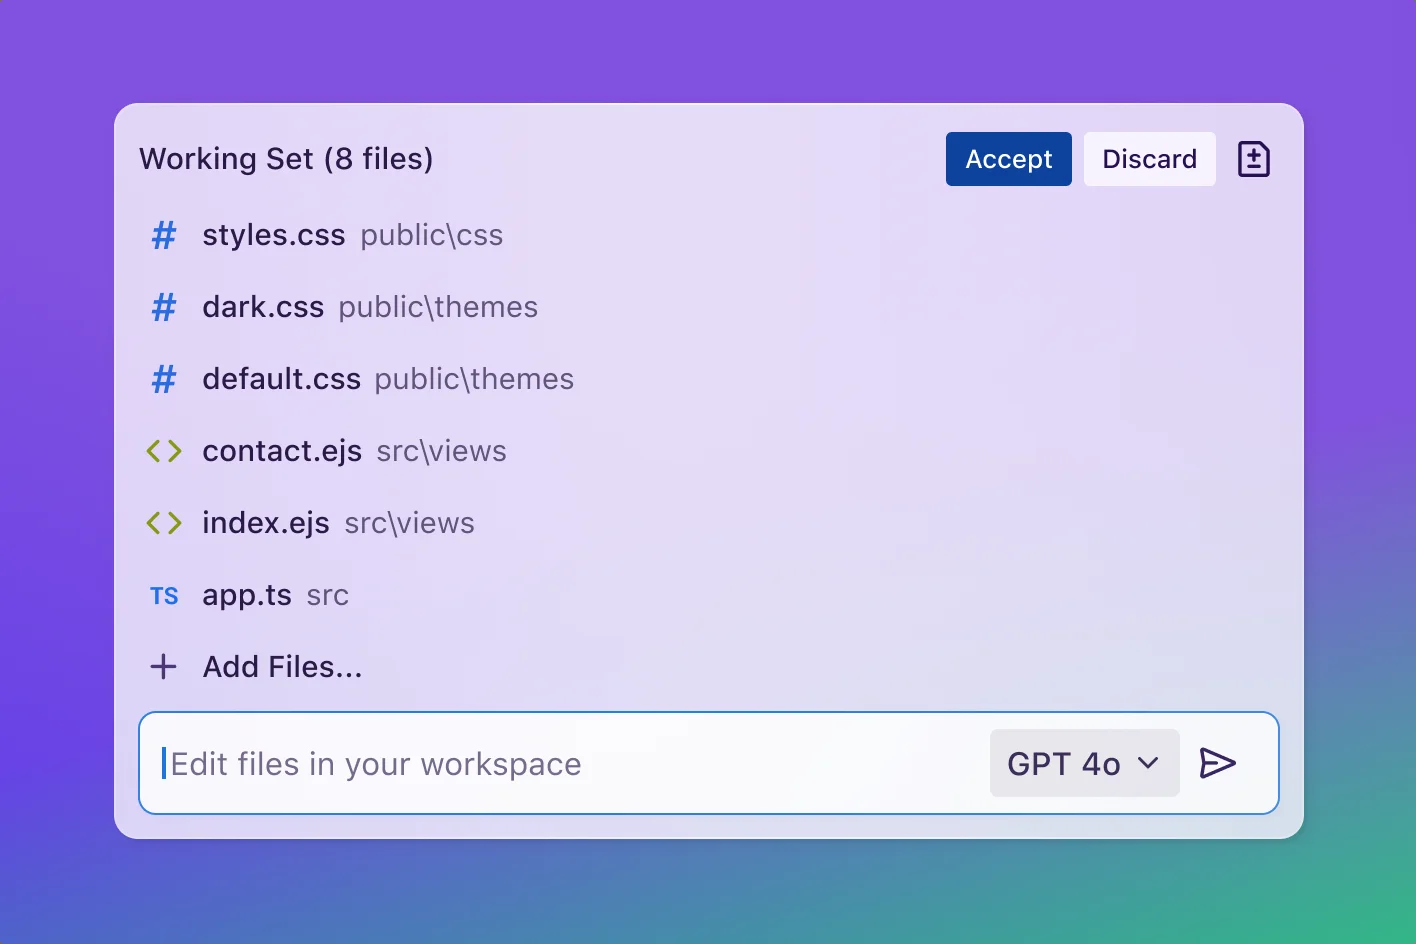 Working Set (8 files) Accept Discard
# styles.css public\css
# dark.css public\themes
# default.css public\themes
<> contact.ejs src\views
<> index.ejs src\views
TS app.ts src
+ Add Files...
Edit files in your workspace GPT 4o